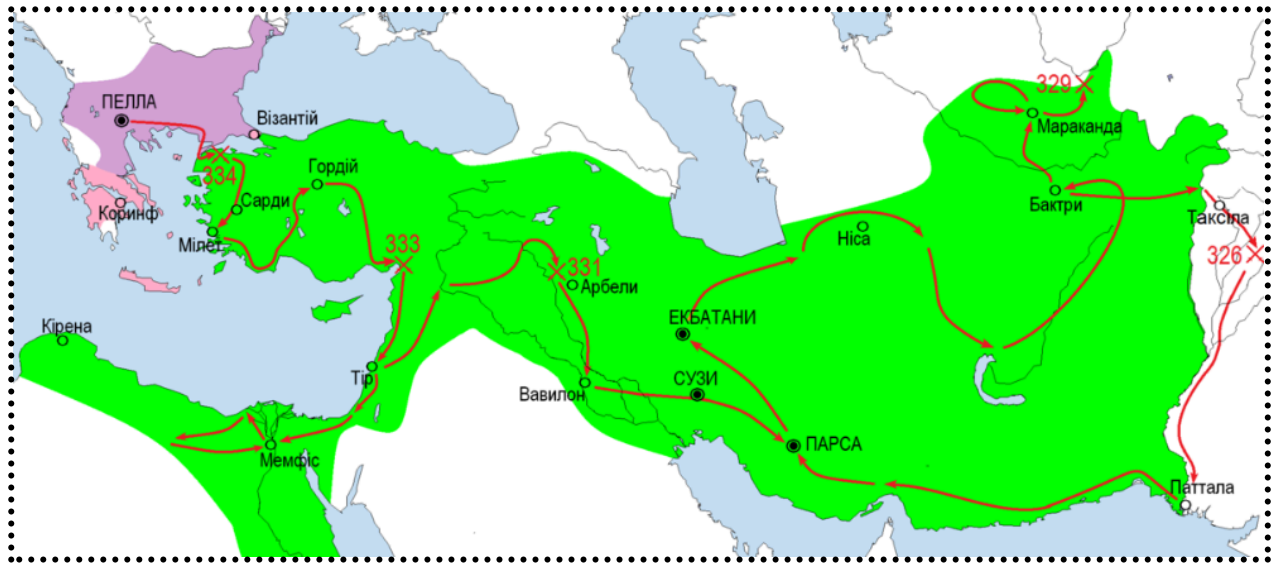 ПЕЛЛА
Візантій
334
Гордій
Сарди
Коринф
Мілет
333
331
Арбели
Кірена
Тір
Мемфіс
Вавилон
ЕКБАТАНИ
СУЗИ
ПАРСА
Ніса
329
Мараканда
Бактри
Таксіла
326
Паттала